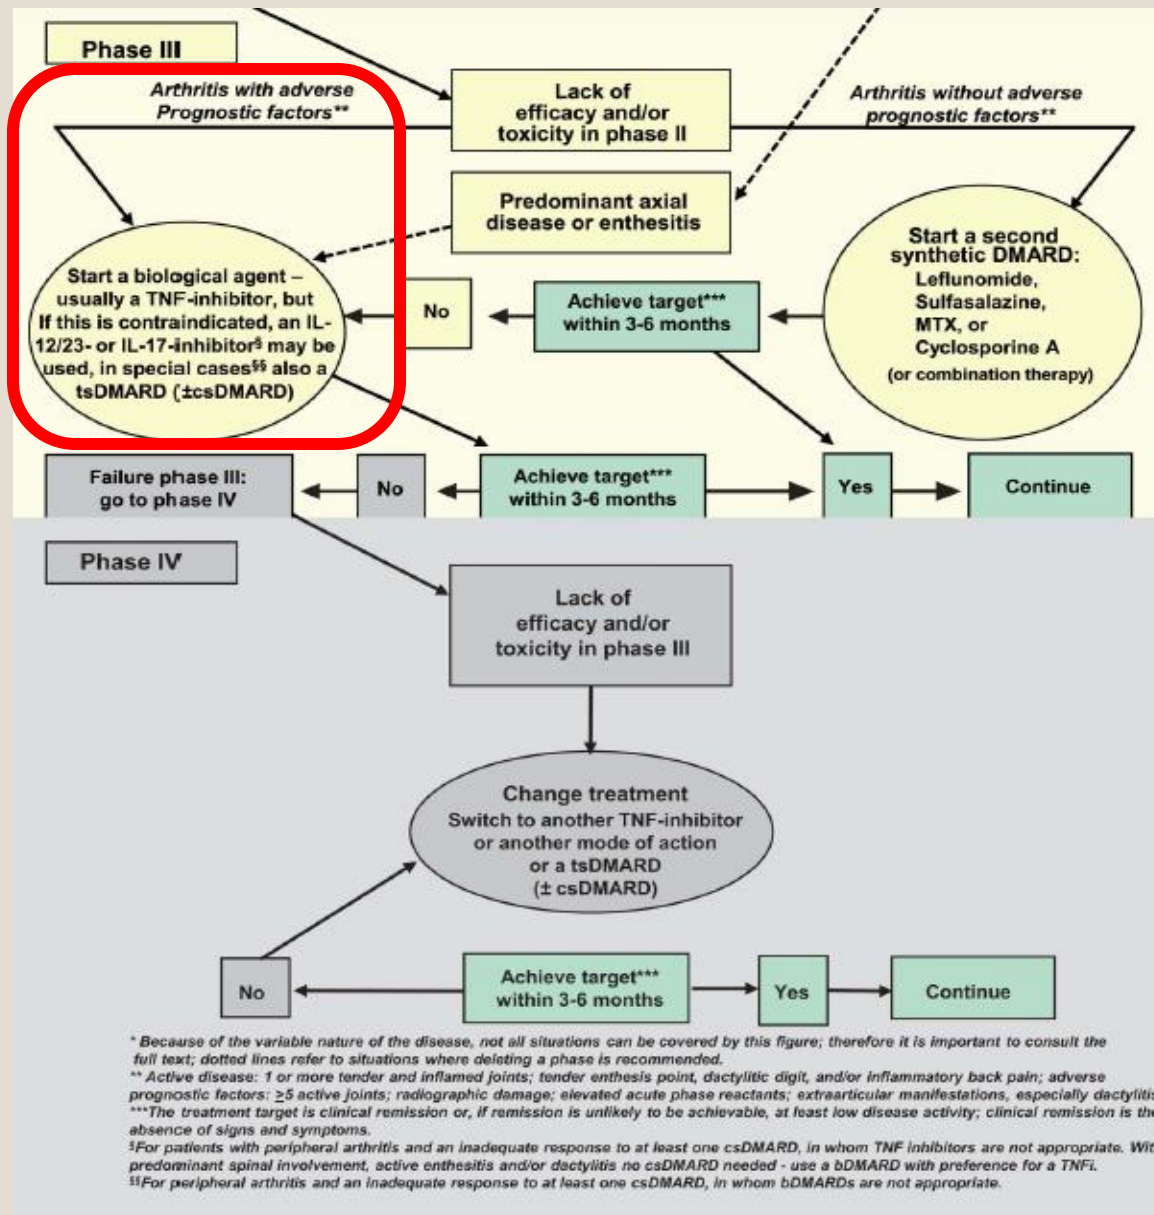 Phase III
Arthritis with adverse
Prognostic factors**
Lack of
efficacy and/or
toxicity in phase II
Arthritis without adverse
prognostic factors**
Predominant axial
disease or enthesitis
Start a biological agent –
usually a TNF-inhibitor, but
If this is contraindicated, an IL-
12/23- or IL-17-inhibitor§ may be
used, in special cases§§ also a
tsDMARD (±csDMARD)
No
Achieve target***
within 3-6 months
Start a second
synthetic DMARD:
Leflunomide,
Sulfasalazine,
MTX, or
Cyclosporine A
(or combination therapy)
Failure phase III:
go to phase IV
No
Achieve target***
within 3-6 months
Yes
Continue
Phase IV
Lack of
efficacy and/or
toxicity in phase III
Change treatment
Switch to another TNF-inhibitor
or another mode of action
or a tsDMARD
(± csDMARD)
No
Achieve target***
within 3-6 months
Yes
Continue
* Because of the variable nature of the disease, not all situations can be covered by this figure; therefore it is important to consult the
full text; dotted lines refer to situations where deleting a phase is recommended.
** Active disease: 1 or more tender and inflamed joints; tender enthesis point, dactylitic digit, and/or inflammatory back pain; adverse
prognostic factors: ≥5 active joints; radiographic damage; elevated acute phase reactants; extraarticular manifestations, especially dactylitis
***The treatment target is clinical remission or, if remission is unlikely to be achievable, at least low disease activity; clinical remission is the
absence of signs and symptoms.
§For patients with peripheral arthritis and an inadequate response to at least one csDMARD, in whom TNF inhibitors are not appropriate. Wit
predominant spinal involvement, active enthesitis and/or dactylitis no csDMARD needed - use a bDMARD with preference for a TNFi.
§§For peripheral arthritis and an inadequate response to at least one csDMARD, in whom bDMARDs are not appropriate.